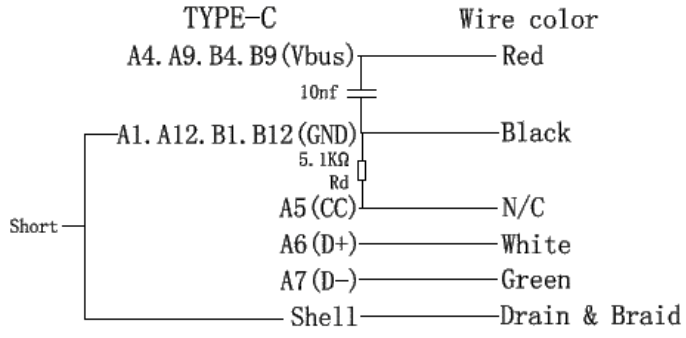 TYPE-C Wire color
A4. A9. B4. B9(Vbus) Red
10nf
A1. A12. B1. B12(GND) Black
5. 1KΩ
Rd
A5(CC) N/C
Short
A6(D+) White
A7(D-) Green
Shell Drain & Braid